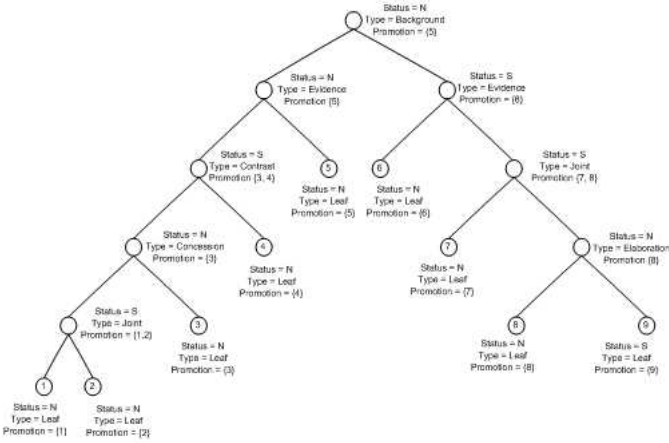 Status = N
Type = Background
Promotion = {5}
Status = N
Type = Evidence
Promotion {5}
Status = S
Type = Evidence
Promotion = {6}
Status = S
Type = Contrast
Promotion {3, 4}
5
Status = N
Type = Leaf
Promotion = {5}
6
Status = N
Type = Leaf
Promotion = {6}
Status = S
Type = Joint
Promotion {7, 8}
Status = N
Type = Concession
Promotion = {3}
4
Status = N
Type = Leaf
Promotion = {4}
7
Status = N
Type = Leaf
Promotion = {7}
Status = N
Type = Elaboration
Promotion {8}
Status = S
Type = Joint
Promotion = {1,2}
3
Status = N
Type = Leaf
Promotion = {3}
8
Status = N
Type = Leaf
Promotion = {8}
9
Status = S
Type = Leaf
Promotion = {9}
1
Status = N
Type = Leaf
Promotion = {1}
2
Status = N
Type = Leaf
Promotion = {2}